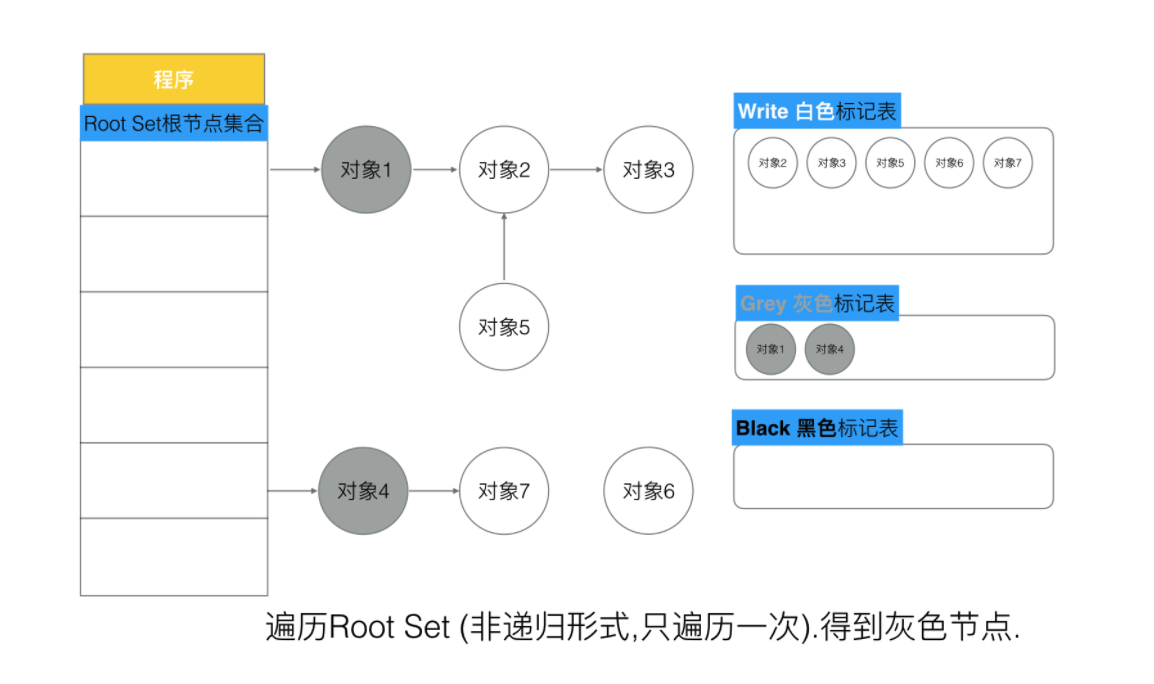 程序
Root Set根节点集合
对象1
对象2
对象3
对象5
对象4
对象7
对象6
Write 白色标记表
对象2 对象3 对象5 对象6 对象7
Grey 灰色标记表
对象1 对象4
Black 黑色标记表
遍历Root Set (非递归形式,只遍历一次).得到灰色节点.